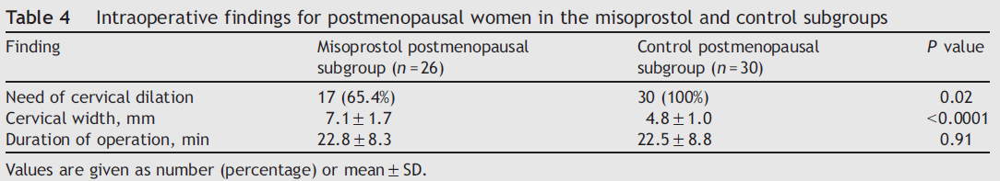 Table 4 Intraoperative findings for postmenopausal women in the misoprostol and control subgroups
Finding Misoprostol postmenopausal Control postmenopausal P value
subgroup (n = 26) subgroup (n = 30)
Need of cervical dilation 17 (65.4%) 30 (100%) 0.02
Cervical width, mm 7.1 ± 1.7 4.8 ± 1.0 <0.0001
Duration of operation, min 22.8 ± 8.3 22.5 ± 8.8 0.91
Values are given as number (percentage) or mean ± SD.